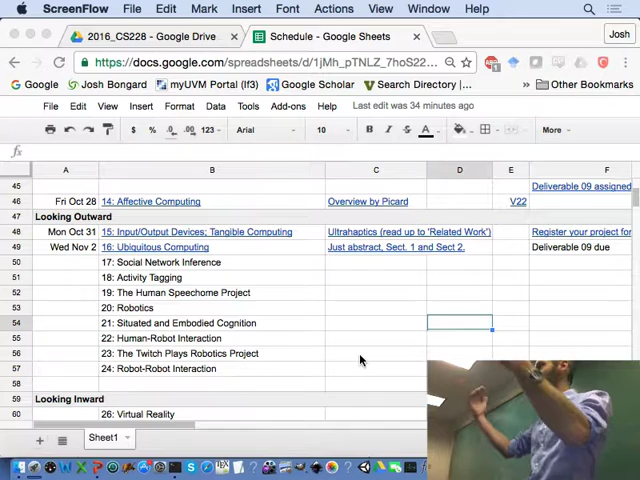 ScreenFlow File Edit Mark Insert Font Actions View Window Help
2016_CS228 - Google Drive Schedule - Google Sheets Josh
https://docs.google.com/spreadsheets/d/1jMh_pTNLZ_7hoS22...
Google Josh Bongard myUVM Portal (lf3) Google Scholar Search Directory |... Other Bookmarks
File Edit View Insert Format Data Tools Add-ons Help Last edit was 34 minutes ago
$ % .0 .00 123 Arial 10 B I S A More
fx
A B C D E F
45 Deliverable 09 assigned
46 Fri Oct 28 14: Affective Computing Overview by Picard V22
47 Looking Outward
48 Mon Oct 31 15: Input/Output Devices; Tangible Computing Ultrahaptics (read up to 'Related Work') Register your project for
49 Wed Nov 2 16: Ubiquitous Computing Just abstract, Sect. 1 and Sect 2. Deliverable 09 due
50 17: Social Network Inference
51 18: Activity Tagging
52 19: The Human Speechome Project
53 20: Robotics
54 21: Situated and Embodied Cognition
55 22: Human-Robot Interaction
56 23: The Twitch Plays Robotics Project
57 24: Robot-Robot Interaction
58
59 Looking Inward
60 26: Virtual Reality
Sheet1